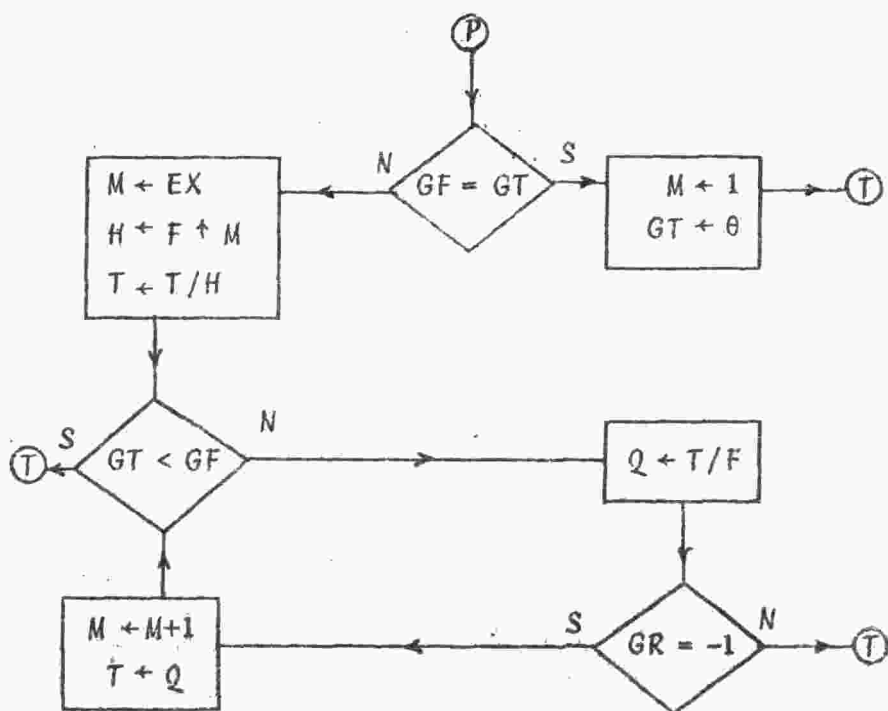 P
N
GF = GT
S
M ← EX
H ← F ↑ M
T ← T/H
M ← 1
GT ← θ
T
S
T
GT < GF
N
Q ← T/F
M ← M+1
T ← Q
S
GR = -1
N
T